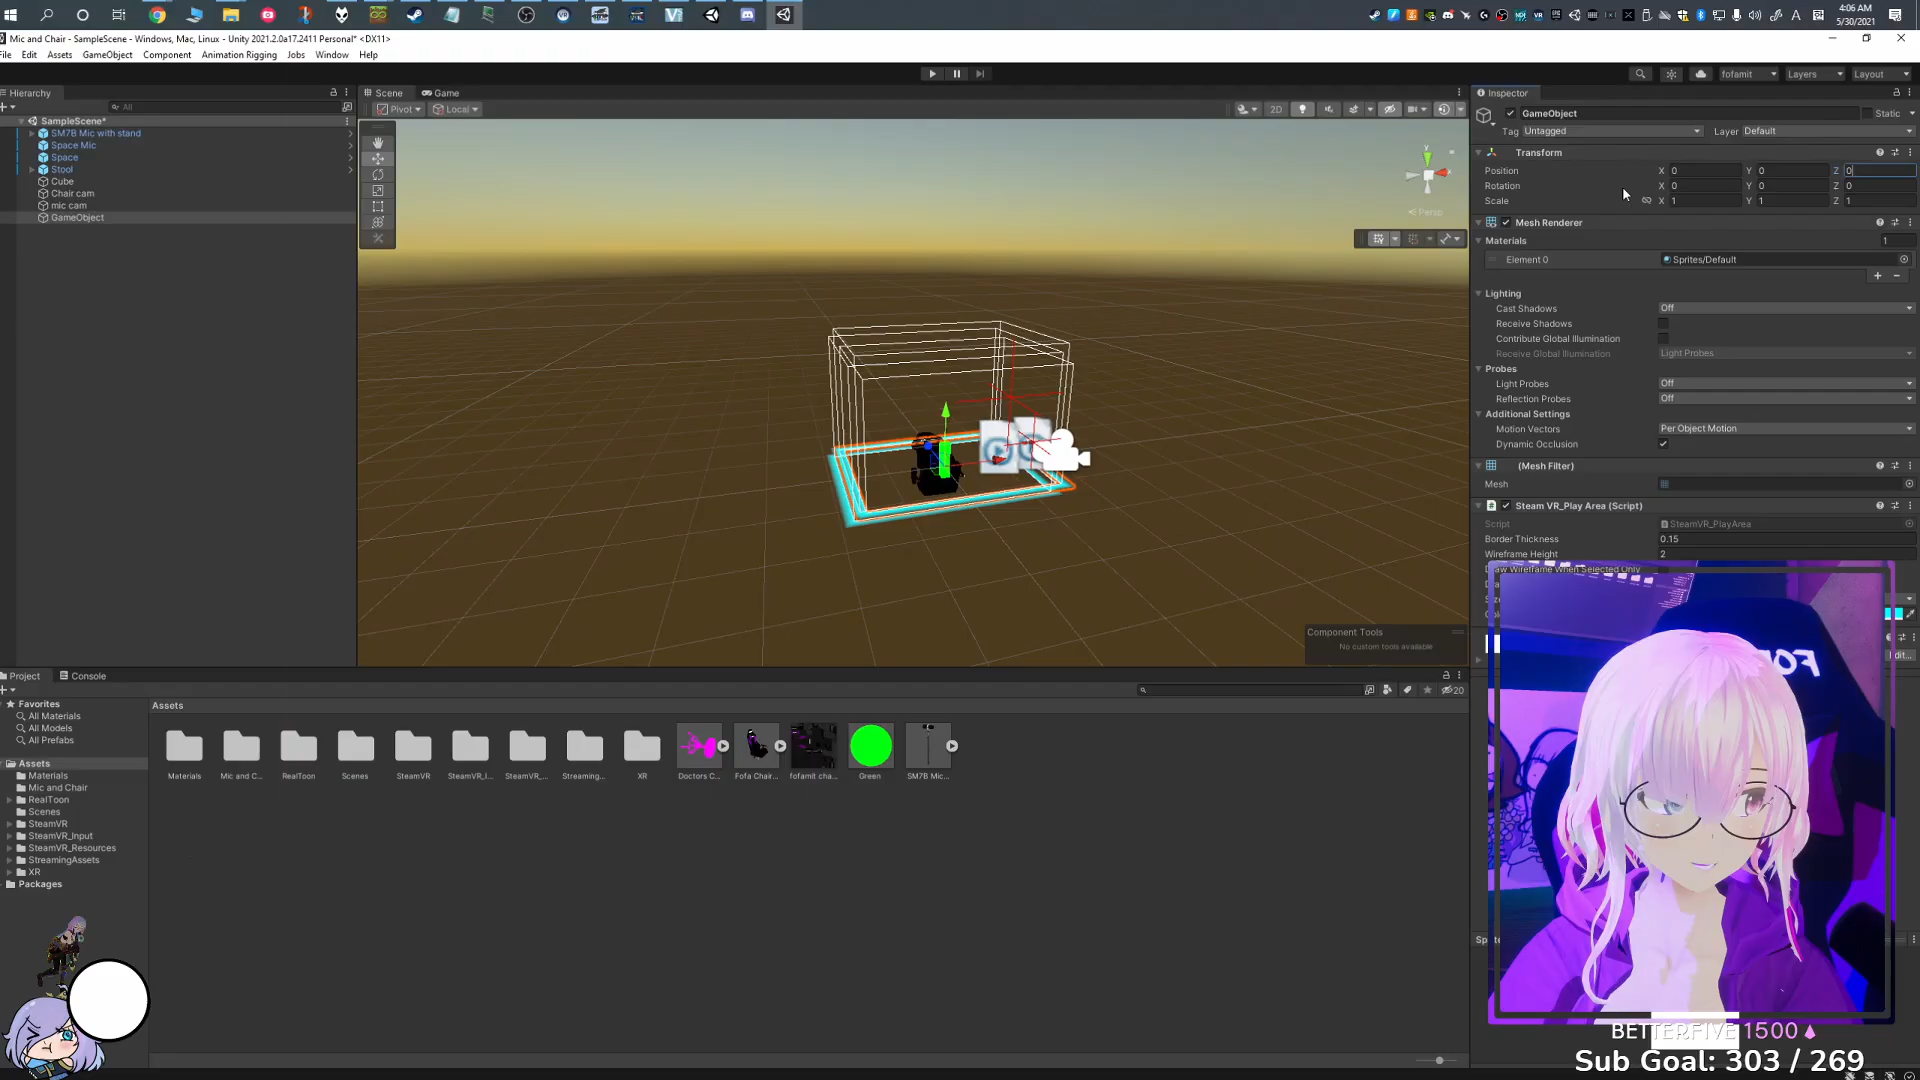 4:06 AM
5/30/2021
Mic and Chair - SampleScene - Windows, Mac, Linux - Unity 2021.2.0a17.2411 Personal* <DX11>
File Edit Assets GameObject Component Animation Rigging Jobs Window Help
fofamit Layers Layout
Hierarchy
All
SampleScene*
SM7B Mic with stand
Space Mic
Space
Stool
Cube
Chair cam
mic cam
GameObject
Scene Game
Pivot Local
2D
y
Persp
Component Tools
No custom tools available
Inspector
GameObject Static
Tag Untagged Layer Default
Transform
Position X 0 Y 0 Z 0
Rotation X 0 Y 0 Z 0
Scale X 1 Y 1 Z 1
Mesh Renderer
Materials 1
Element 0 Sprites/Default
Lighting
Cast Shadows Off
Receive Shadows
Contribute Global Illumination
Receive Global Illumination Light Probes
Probes
Light Probes Off
Reflection Probes Off
Additional Settings
Motion Vectors Per Object Motion
Dynamic Occlusion
(Mesh Filter)
Mesh
Steam VR_Play Area (Script)
Script SteamVR_PlayArea
Border Thickness 0.15
Wireframe Height 2
Draw Wireframe When Selected Only
Edit...
Project Console
20
Favorites
All Materials
All Models
All Prefabs
Assets
Materials
Mic and Chair
RealToon
Scenes
SteamVR
SteamVR_Input
SteamVR_Resources
StreamingAssets
XR
Packages
Assets
Materials Mic and C... RealToon Scenes SteamVR SteamVR_I... SteamVR_... Streaming... XR Doctors C... Fofa Chair... fofamit cha... Green SM7B Mic...
BETTERFIVE 1500
Sub Goal: 303 / 269